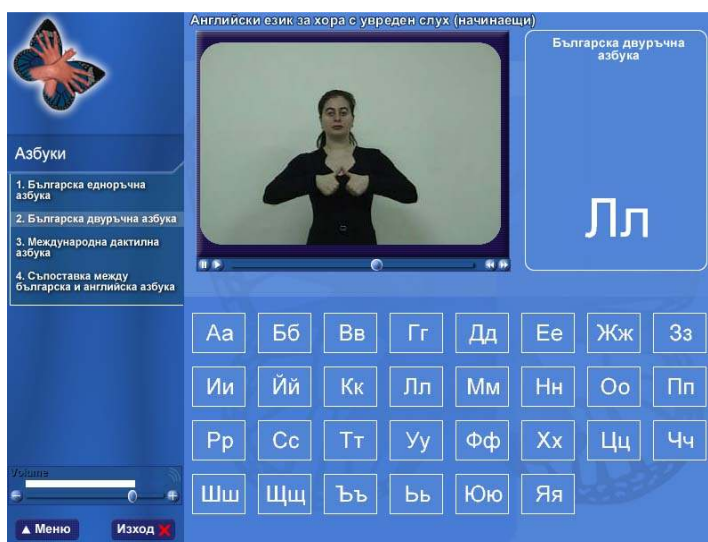 Английски език за хора с увреден слух (начинаещи)
Азбуки
1. Българска едноръчна
азбука
2. Българска двуръчна азбука
3. Международна дактилна
азбука
4. Съпоставка между
българска и английска азбука
Българска двуръчна
азбука
Лл
Аа Бб Вв Гг Дд Ее Жж Зз
Ии Йй Кк Лл Мм Нн Оо Пп
Рр Сс Тт Уу Фф Хх Цц Чч
Шш Щщ Ъъ Ьь Юю Яя
Volume
Меню
Изход